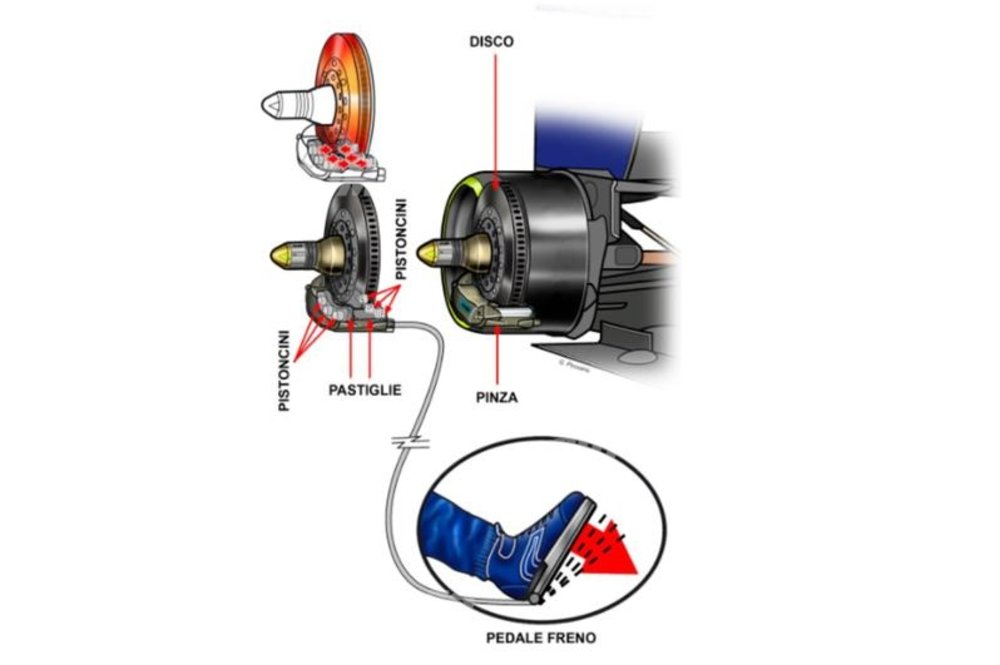 DISCO
PISTONCINI
PISTONCINI
PASTIGLIE
PINZA
PEDALE FRENO